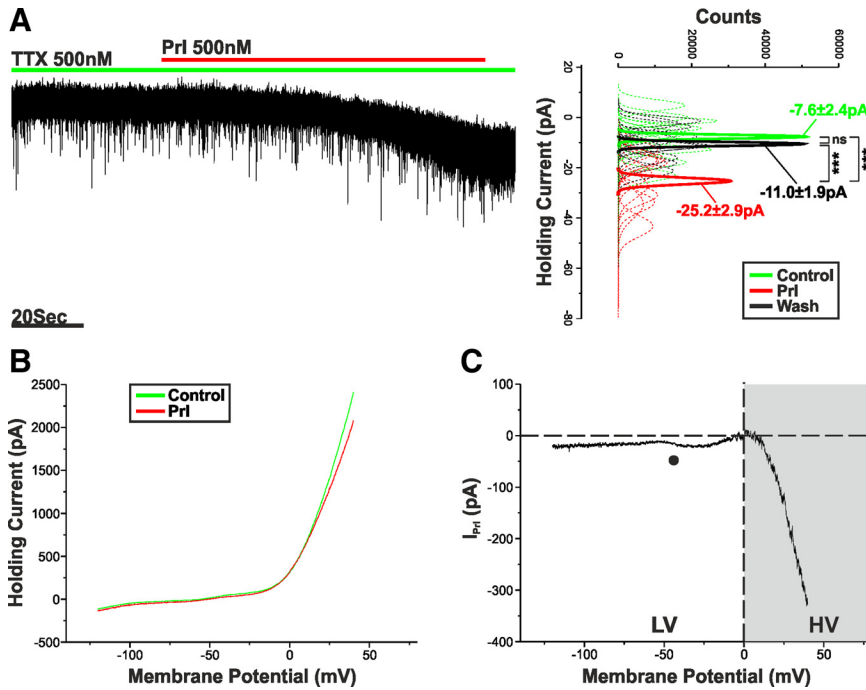 A
TTX 500nM
Prl 500nM
20Sec
Counts
0
20000
40000
60000
Holding Current (pA)
20
0
-20
-40
-60
-80
-7.6±2.4pA
ns
***
***
-11.0±1.9pA
-25.2±2.9pA
Control
Prl
Wash
B
Holding Current (pA)
2500
2000
1500
1000
500
0
-500
Control
Prl
-100
-50
0
50
Membrane Potential (mV)
C
I Prl (pA)
100
0
-100
-200
-300
-400
LV
HV
-100
-50
0
50
Membrane Potential (mV)